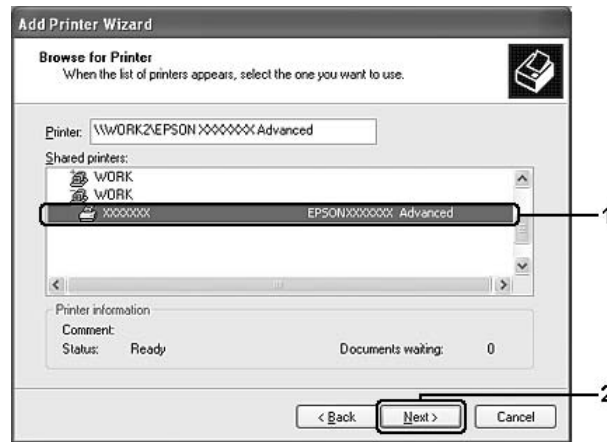 Add Printer Wizard
Browse for Printer
When the list of printers appears, select the one you want to use.
Printer: \\WORK2\EPSON XXXXXXX Advanced
Shared printers:
WORK
WORK
XXXXXXX EPSONXXXXXXX Advanced
1
Printer information
Comment:
Status: Ready Documents waiting: 0
2
< Back Next > Cancel